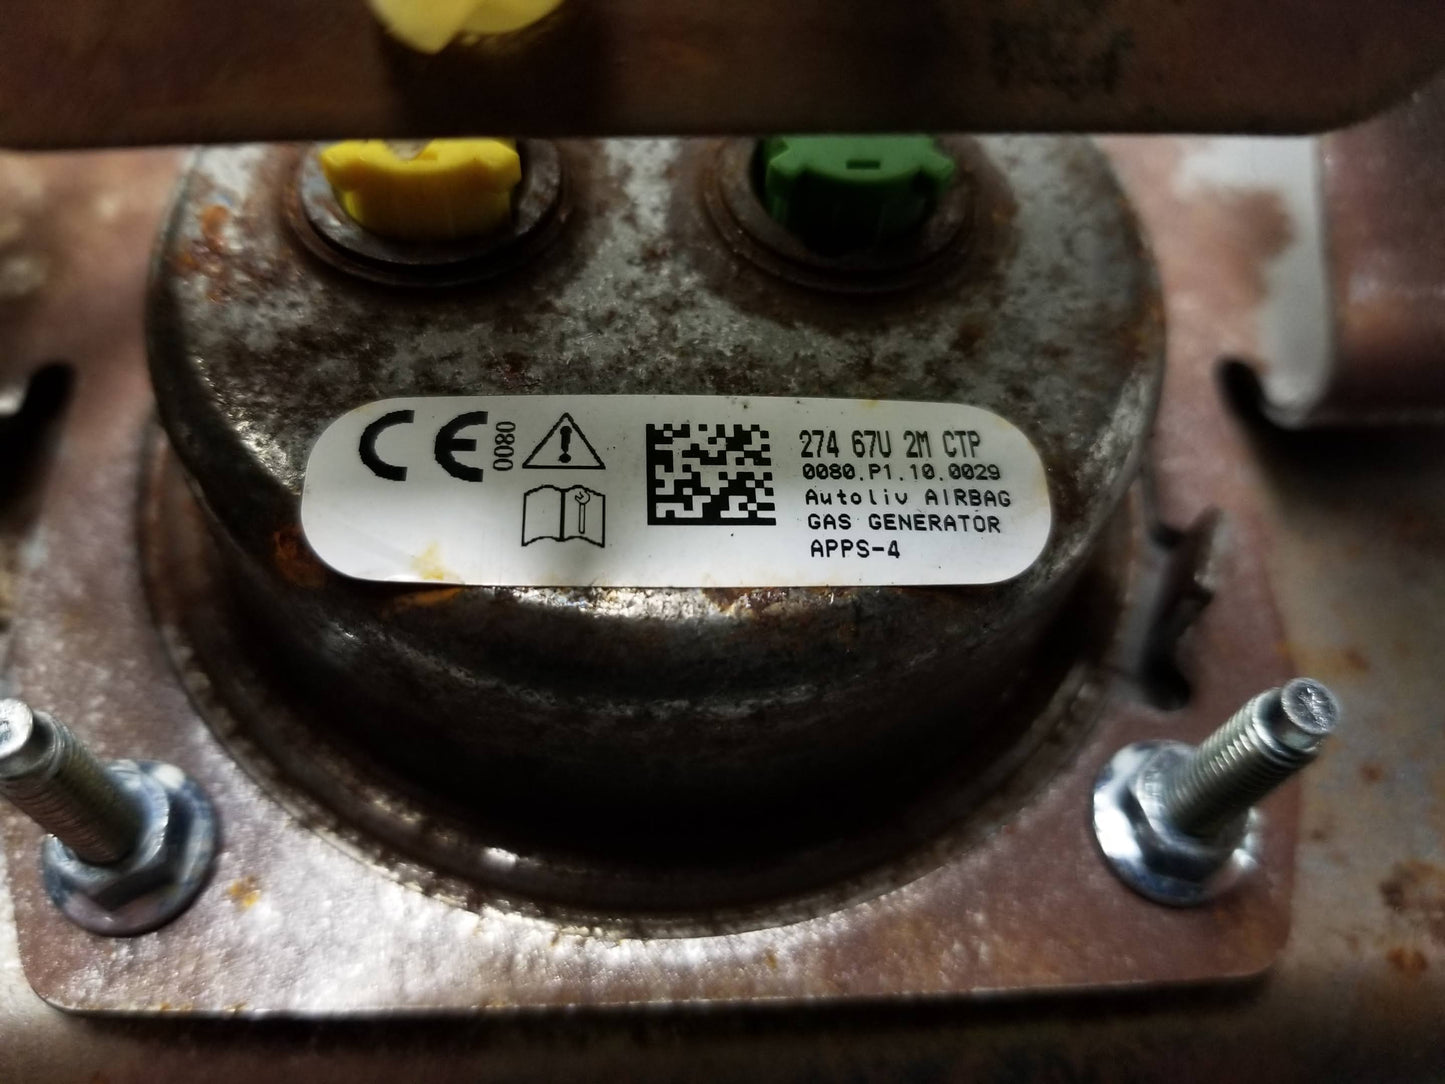 CE 0080
274 67U 2M CTP
0080.P1.10.0029
Autoliv AIRBAG
GAS GENERATOR
APPS-4